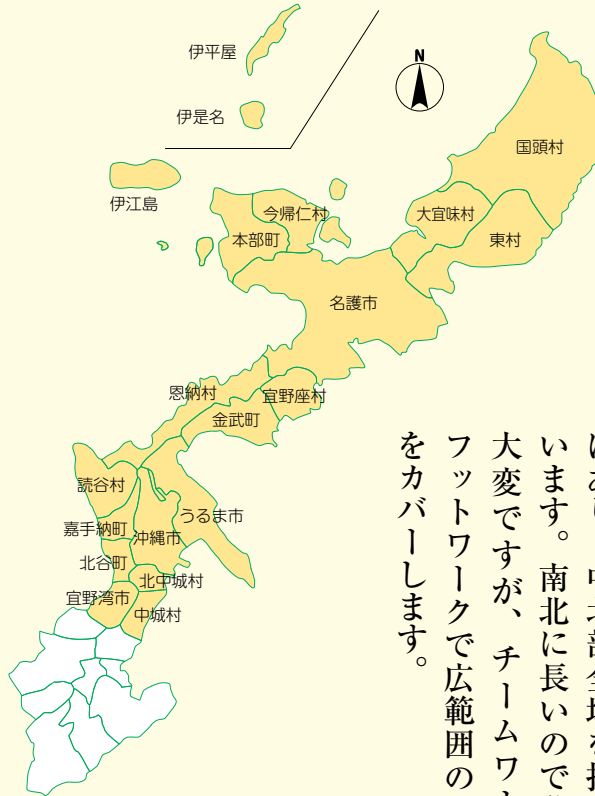 伊平屋
伊是名
N
国頭村
伊江島
今帰仁村
大宜味村
本部町
東村
名護市
恩納村
宜野座村
金武町
読谷村
うるま市
嘉手納町
沖縄市
北谷町
北中城村
宜野湾市
中城村
います。南北に長いので
大変ですが、チームワ
フットワークで広範囲の
をカバーします。